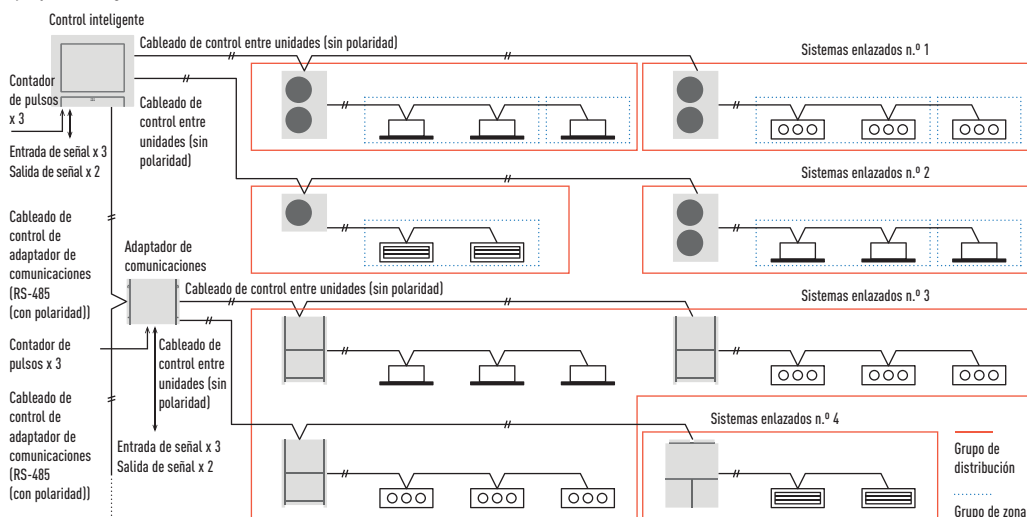 Control inteligente
Cableado de control entre unidades (sin polaridad)
Sistemas enlazados n.º 1
Contador
de pulsos
x 3
Cableado de
control entre
unidades (sin
polaridad)
Entrada de señal x 3
Salida de señal x 2
Sistemas enlazados n.º 2
Cableado de
control de
adaptador de
comunicaciones
(RS-485
(con polaridad))
Adaptador de
comunicaciones
Cableado de control entre unidades (sin polaridad)
Sistemas enlazados n.º 3
Contador de
pulsos x 3
Cableado de
control entre
unidades (sin
polaridad)
Cableado de
control de
adaptador de
comunicaciones
(RS-485
(con polaridad))
Entrada de señal x 3
Salida de señal x 2
Sistemas enlazados n.º 4
Grupo de
distribución
Grupo de zona